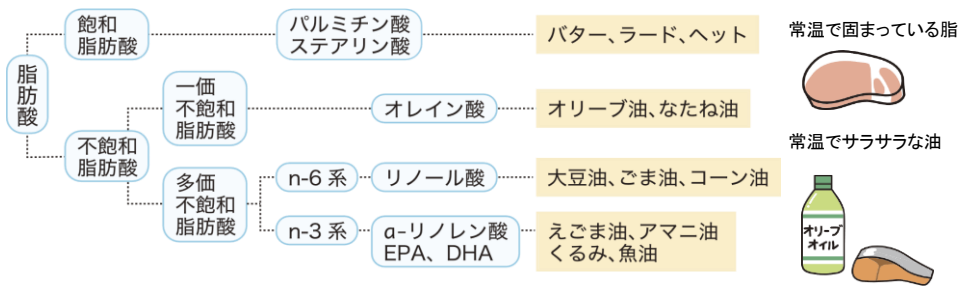 脂肪酸
飽和
脂肪酸
パルミチン酸
ステアリン酸
バター、ラード、ヘット
常温で固まっている脂
不飽和
脂肪酸
一価
不飽和
脂肪酸
オレイン酸
オリーブ油、なたね油
常温でサラサラな油
多価
不飽和
脂肪酸
n-6 系
リノール酸
大豆油、ごま油、コーン油
n-3 系
α-リノレン酸
EPA、DHA
えごま油、アマニ油
くるみ、魚油
オリーブ
オイル